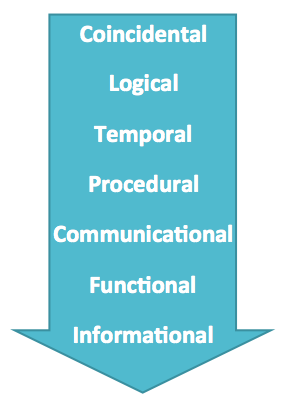 Coincidental
Logical
Temporal
Procedural
Communicational
Functional
Informational